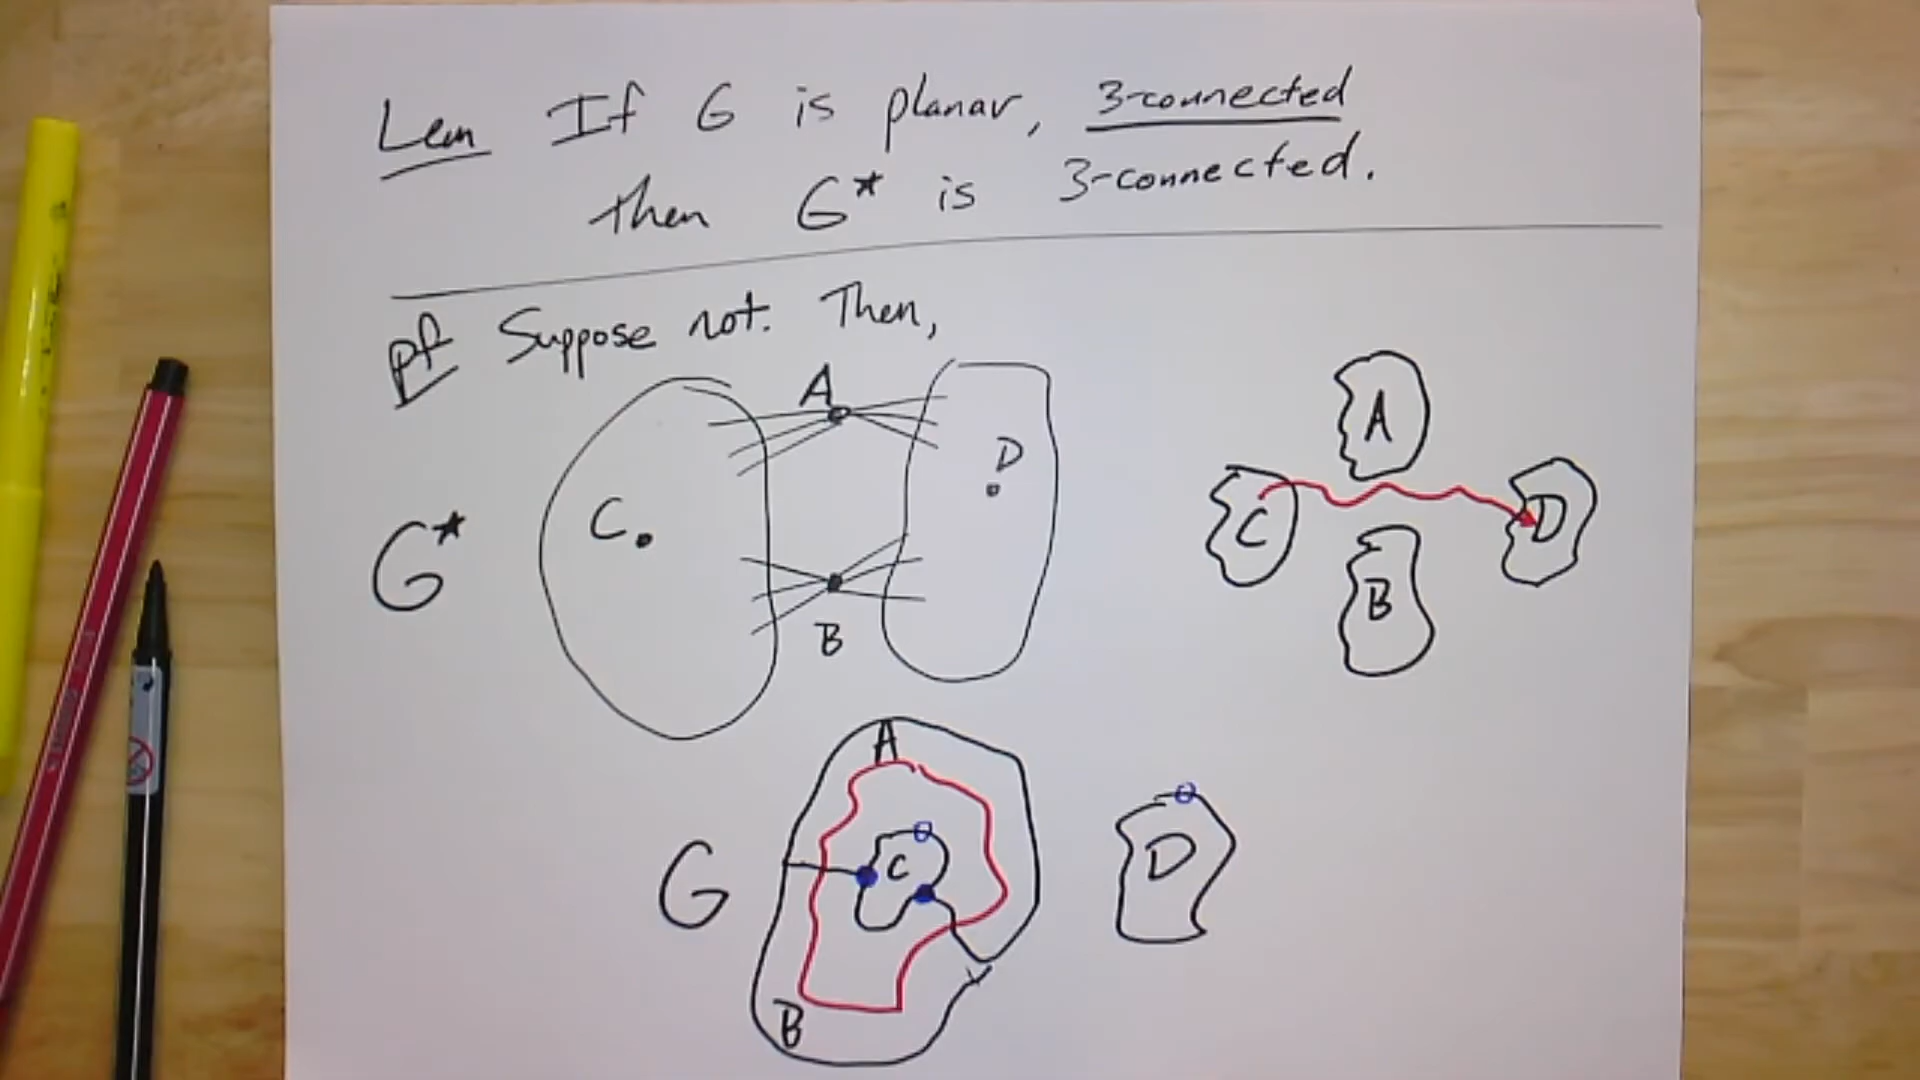 Lem If G is planar, 3-connected
then G* is 3-connected.
Pf Suppose not. Then,
A
C
D
B
G*
A
C
D
B
G
A
C
B
D